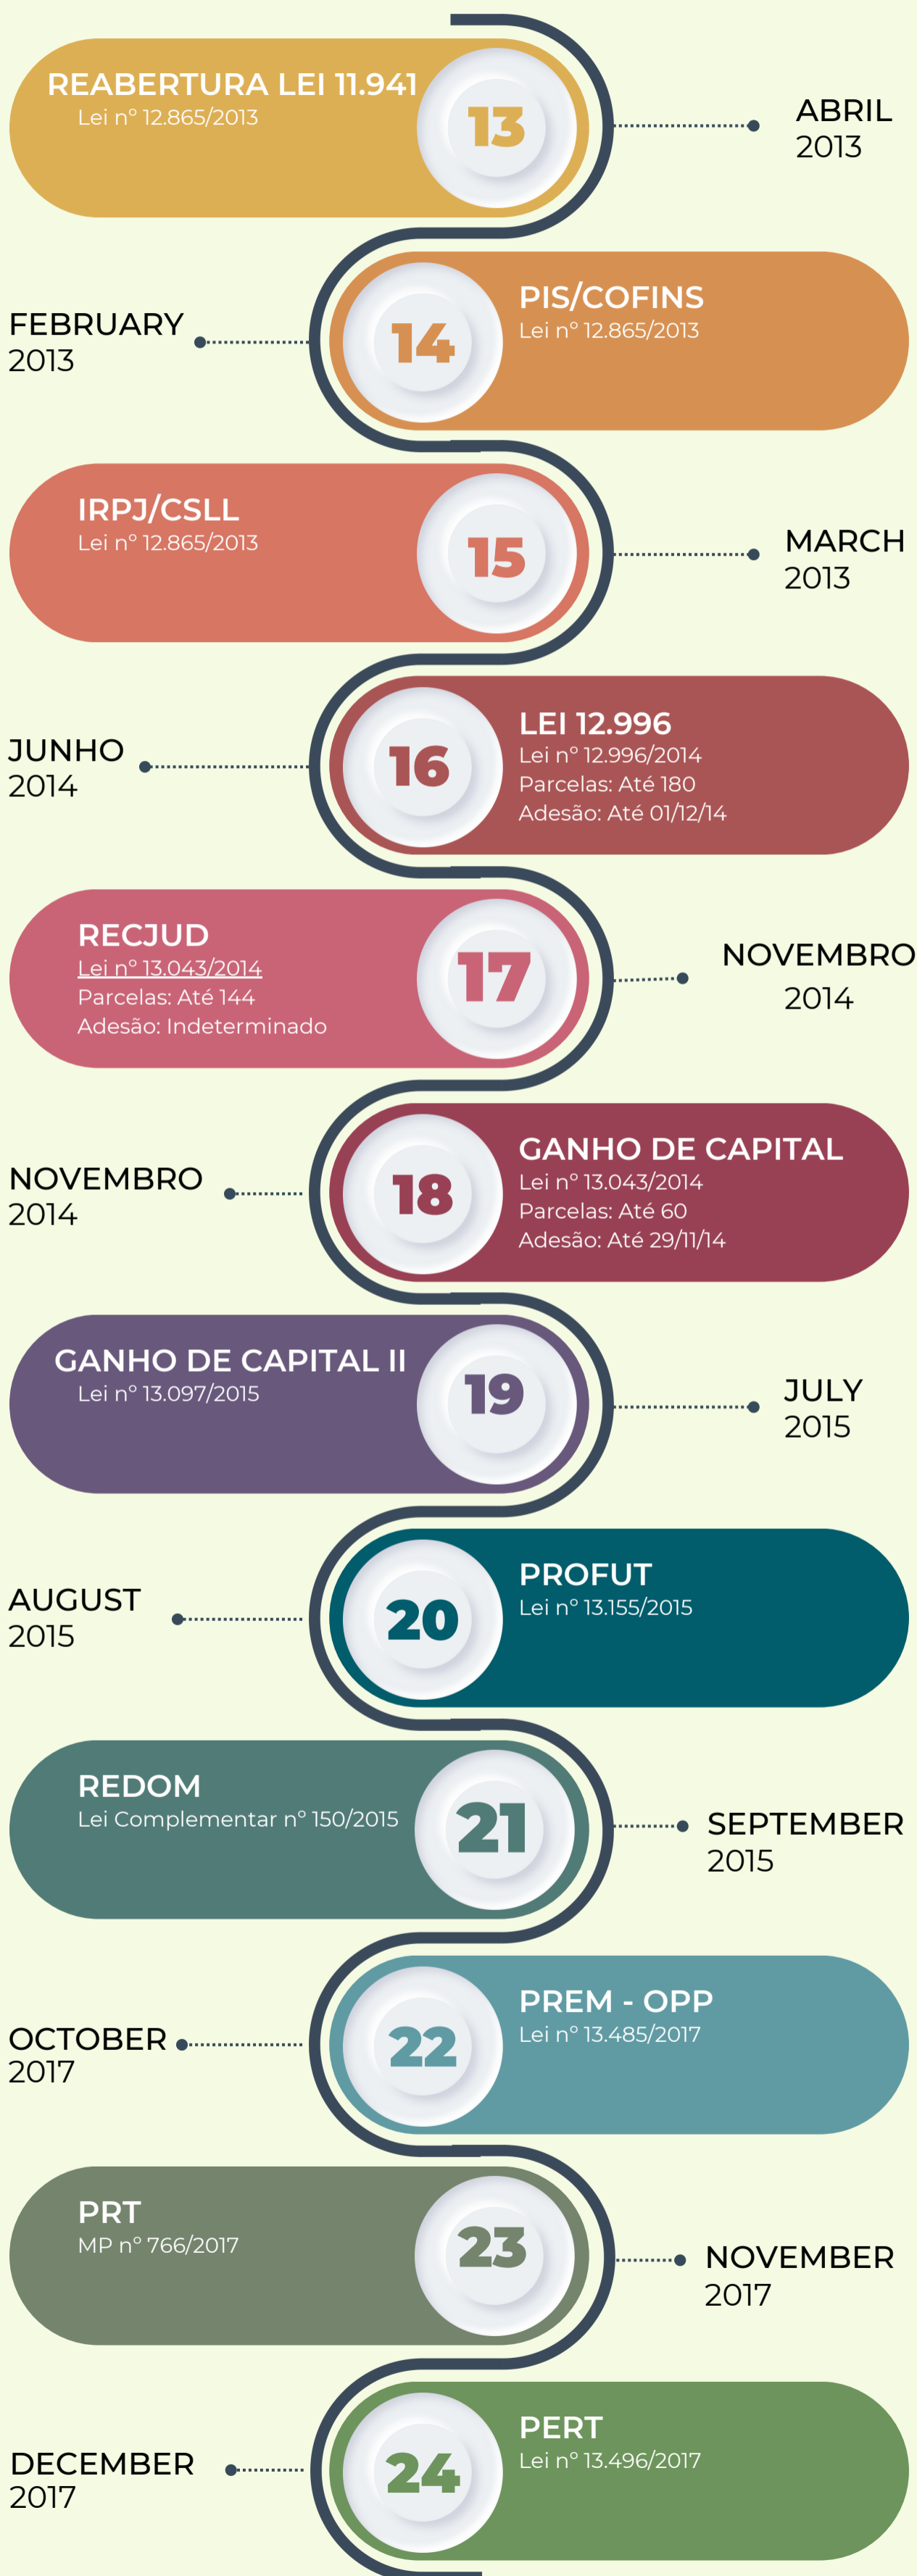 REABERTURA LEI 11.941
Lei nº 12.865/2013
13
ABRIL
2013
FEBRUARY
2013
14
PIS/COFINS
Lei nº 12.865/2013
IRPJ/CSLL
Lei nº 12.865/2013
15
MARCH
2013
JUNHO
2014
16
LEI 12.996
Lei nº 12.996/2014
Parcelas: Até 180
Adesão: Até 01/12/14
RECJUD
Lei nº 13.043/2014
Parcelas: Até 144
Adesão: Indeterminado
17
NOVEMBRO
2014
NOVEMBRO
2014
18
GANHO DE CAPITAL
Lei nº 13.043/2014
Parcelas: Até 60
Adesão: Até 29/11/14
GANHO DE CAPITAL II
Lei nº 13.097/2015
19
JULY
2015
AUGUST
2015
20
PROFUT
Lei nº 13.155/2015
REDOM
Lei Complementar nº 150/2015
21
SEPTEMBER
2015
OCTOBER
2017
22
PREM - OPP
Lei nº 13.485/2017
PRT
MP nº 766/2017
23
NOVEMBER
2017
DECEMBER
2017
24
PERT
Lei nº 13.496/2017